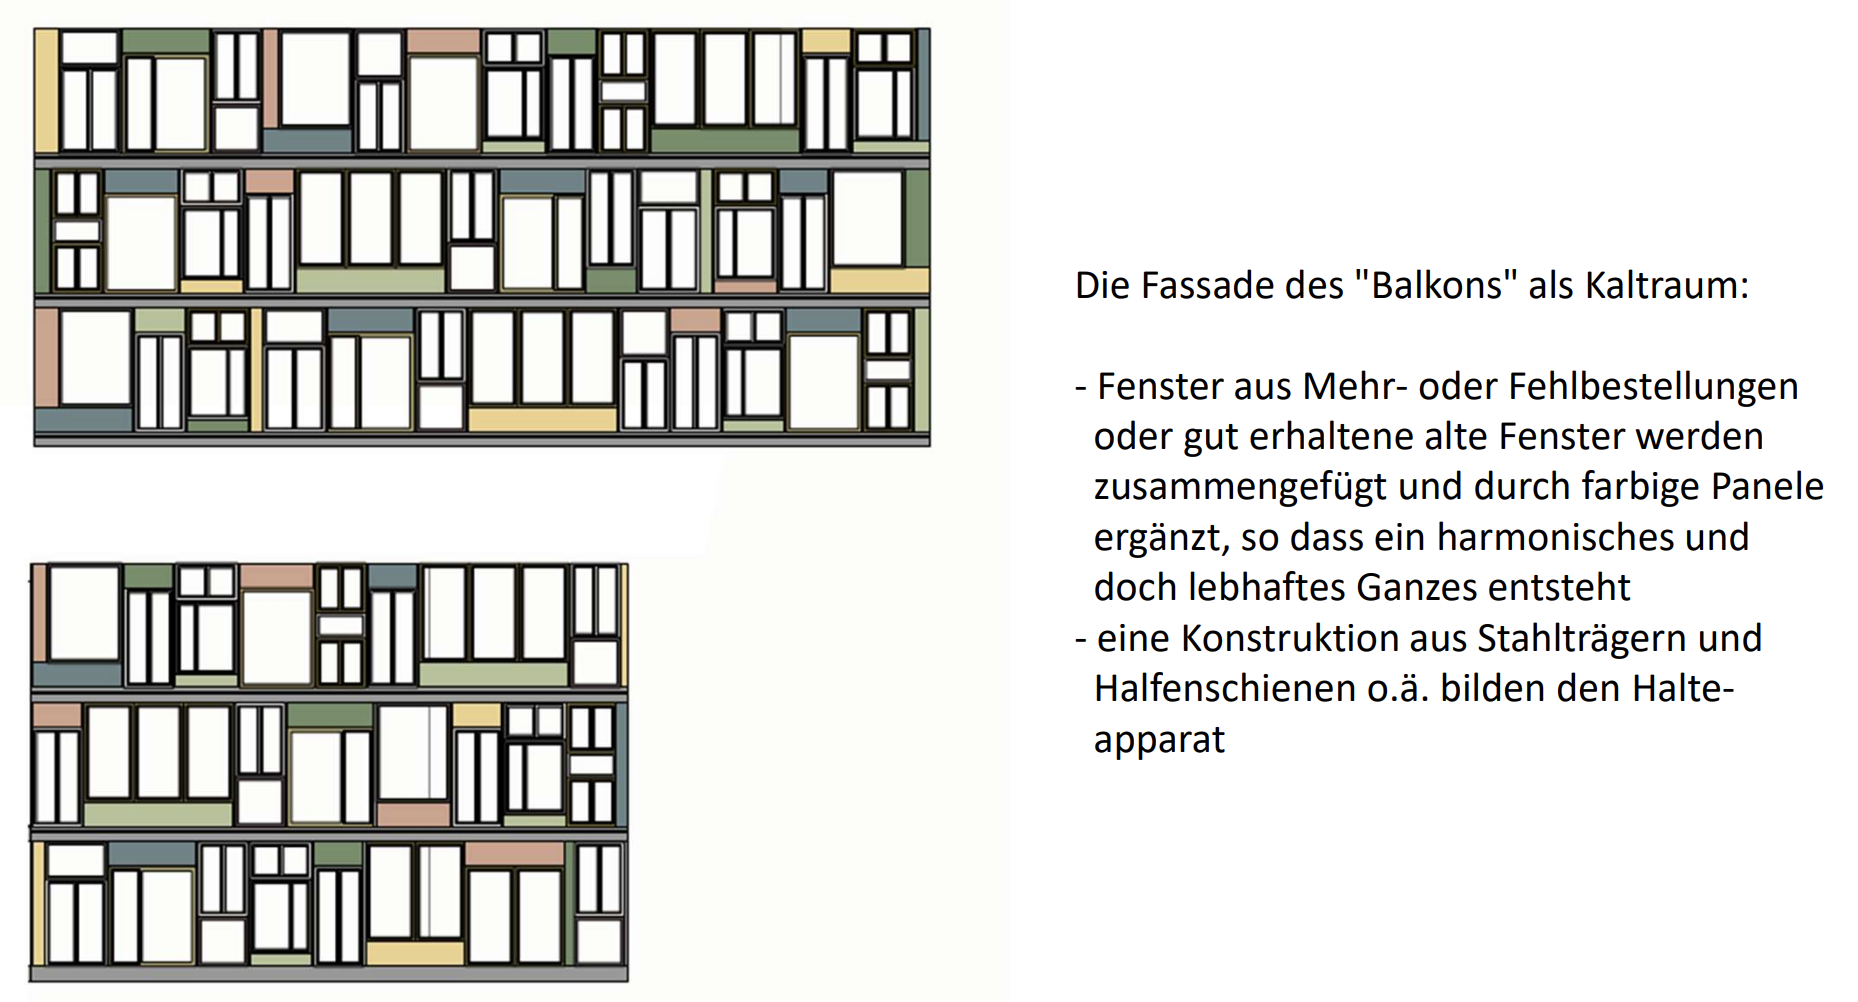 Die Fassade des "Balkons" als Kaltraum:
- Fenster aus Mehr- oder Fehlbestellungen
oder gut erhaltene alte Fenster werden
zusammengefügt und durch farbige Panele
ergänzt, so dass ein harmonisches und
doch lebhaftes Ganzes entsteht
- eine Konstruktion aus Stahlträgern und
Halfenschienen o.ä. bilden den Halte-
apparat